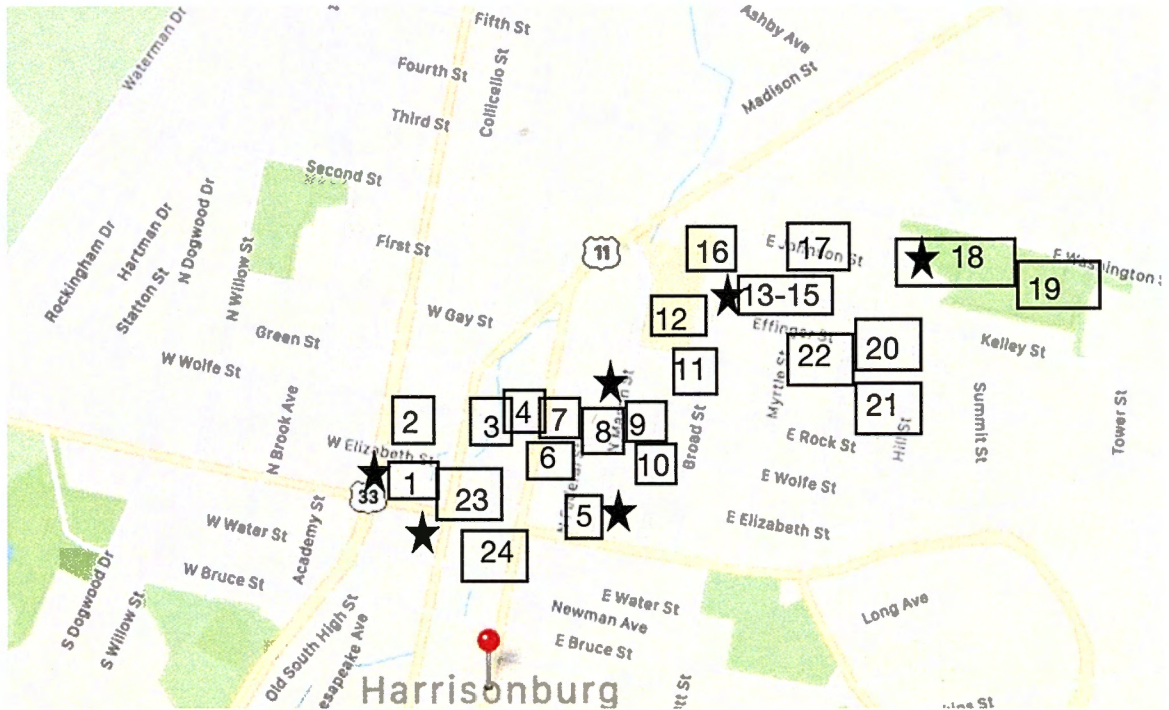 Fifth St
Ashby Ave
Waterman Dr
Fourth St
Collicello St
Madison St
Third St
Second St
Rockingham Dr
Hartman Dr
N Dogwood Dr
Statton St
N Willow St
First St
11
16
E Johnson St
17
18
E Washington
19
13-15
12
W Gay St
Effinger St
Green St
22
20
Kelley St
W Wolfe St
11
Myrtle St
21
2
3
4
7
8
N Main St
9
Broad St
Hill St
Summit St
Tower St
N Brook Ave
W Elizabeth St
6
10
E Rock St
33
1
23
E Wolfe St
5
W Water St
Academy St
E Elizabeth St
24
W Bruce St
S Dogwood Dr
S Willow St
E Water St
Newman Ave
Long Ave
Old South High St
esapeake Ave
E Bruce St
Harrisonburg
tt St